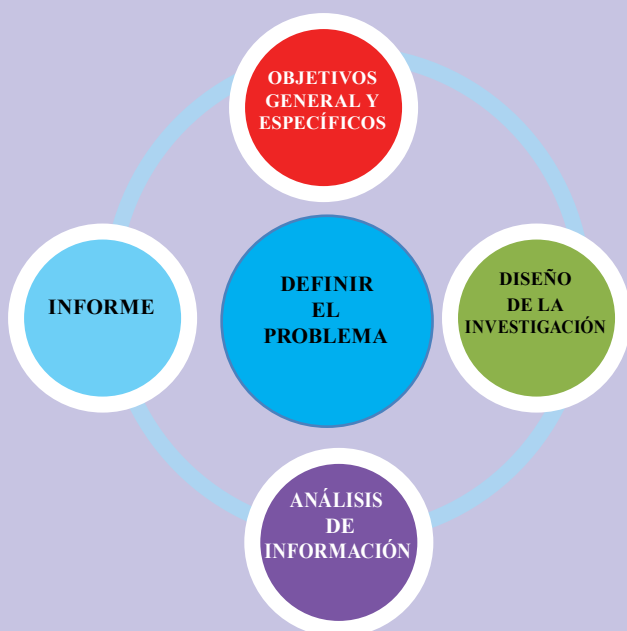 OBJETIVOS
GENERAL Y
ESPECÍFICOS
INFORME
DEFINIR
EL
PROBLEMA
DISEÑO
DE LA
INVESTIGACIÓN
ANÁLISIS
DE
INFORMACIÓN